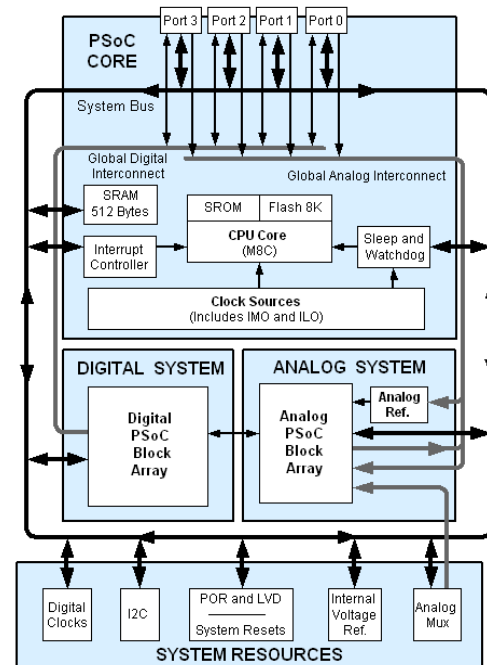 Port 3 Port 2 Port 1 Port 0
PSoC
CORE
System Bus
Global Digital
Interconnect
Global Analog Interconnect
SRAM
512 Bytes
SROM Flash 8K
CPU Core
(M8C)
Interrupt
Controller
Sleep and
Watchdog
Clock Sources
(Includes IMO and ILO)
DIGITAL SYSTEM
Digital
PSoC
Block
Array
ANALOG SYSTEM
Analog
PSoC
Block
Array
Analog
Ref.
Digital
Clocks
I2C
POR and LVD
System Resets
Internal
Voltage
Ref.
Analog
Mux
SYSTEM RESOURCES